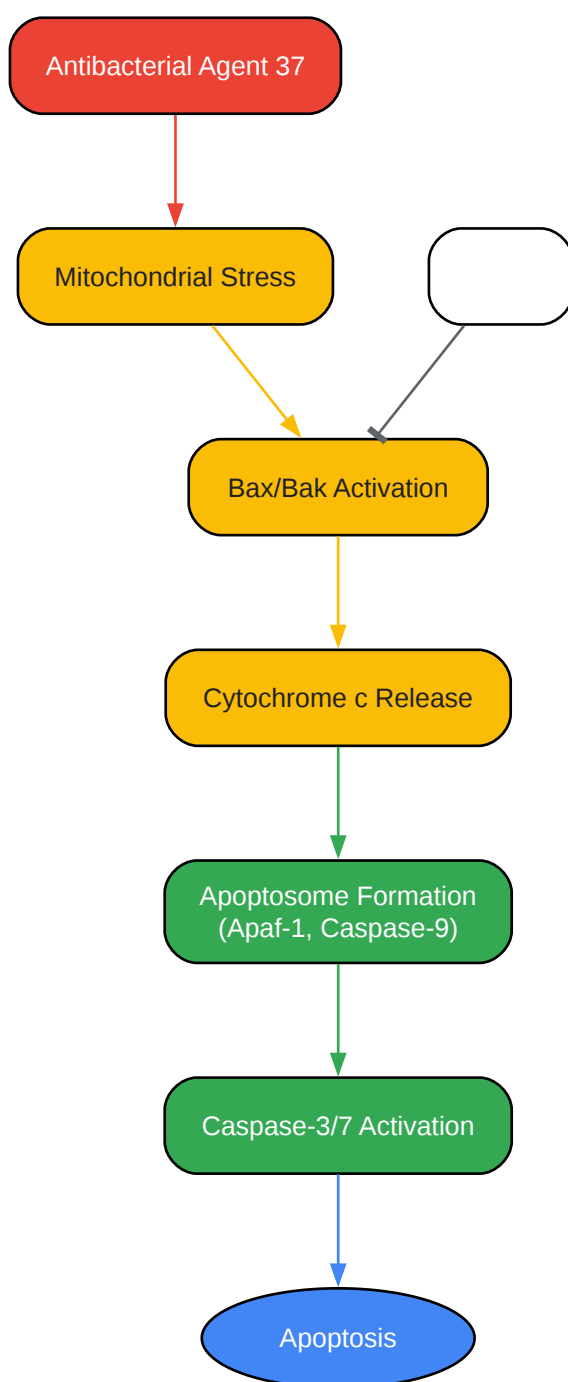 Antibacterial Agent 37
Mitochondrial Stress
Bax/Bak Activation
Cytochrome c Release
Apoptosome Formation
(Apaf-1, Caspase-9)
Caspase-3/7 Activation
Apoptosis